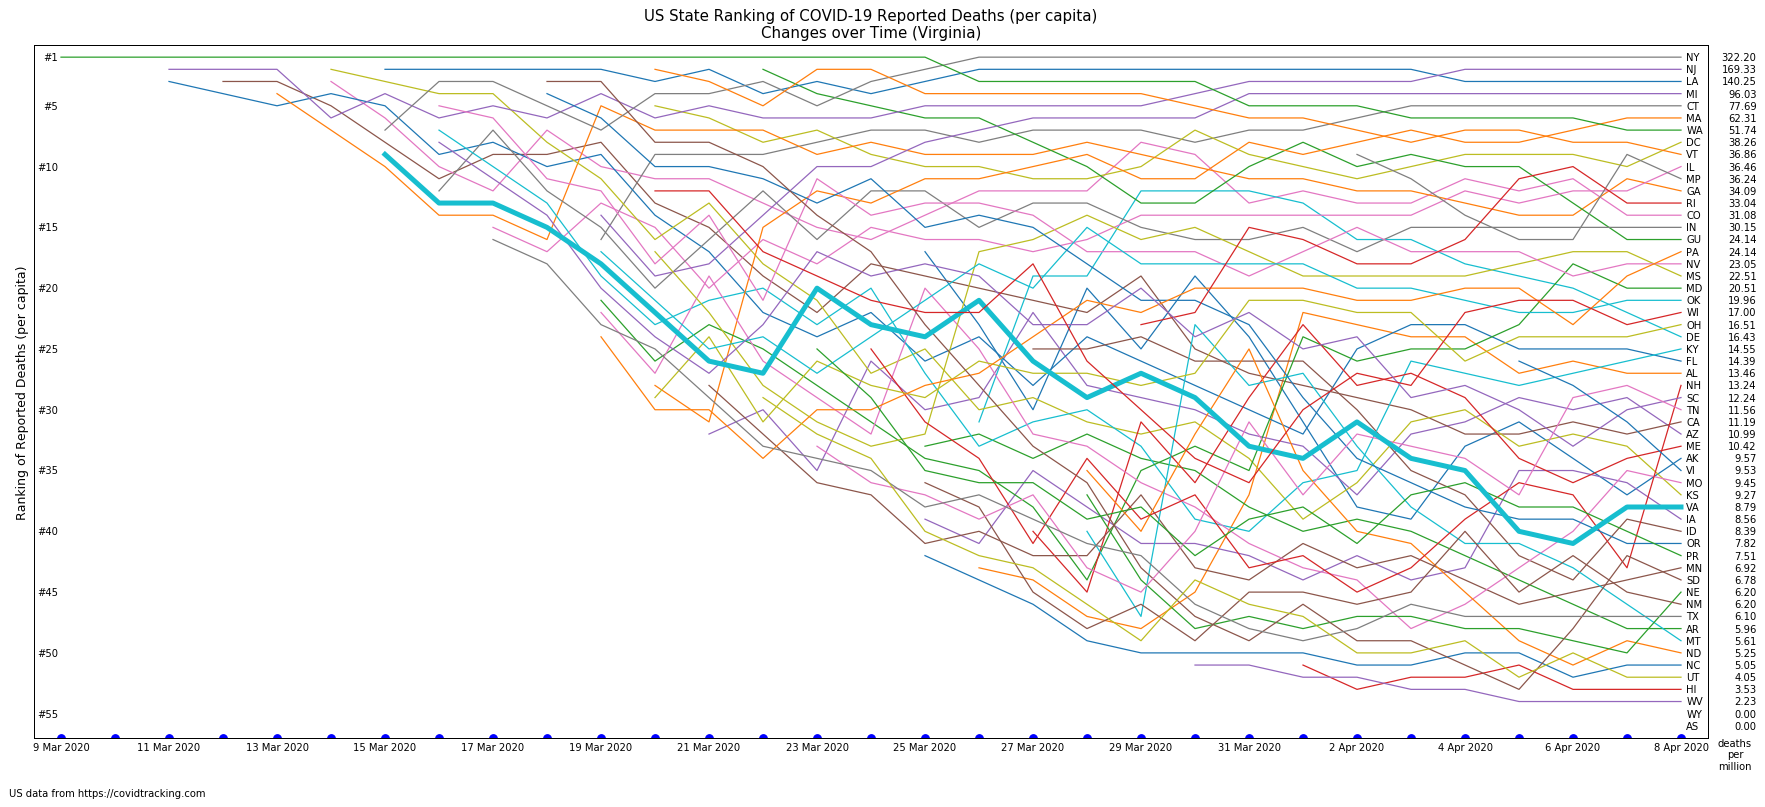 US State Ranking of COVID-19 Reported Deaths (per capita)
Changes over Time (Virginia)
Ranking of Reported Deaths (per capita)
#1
#5
#10
#15
#20
#25
#30
#35
#40
#45
#50
#55
NY 322.20
NJ 169.33
LA 140.25
MI 96.03
CT 77.69
MA 62.31
WA 51.74
DC 38.26
VT 36.86
IL 36.46
MP 36.24
GA 34.09
RI 33.04
CO 31.08
IN 30.15
GU 24.14
PA 24.14
NV 23.05
MS 22.51
MD 20.51
OK 19.96
WI 17.00
OH 16.51
DE 16.43
KY 14.55
FL 14.39
AL 13.46
NH 13.24
SC 12.24
TN 11.56
CA 11.19
AZ 10.99
ME 10.42
AK 9.57
VI 9.53
MO 9.45
KS 9.27
VA 8.79
IA 8.56
ID 8.39
OR 7.82
PR 7.51
MN 6.92
SD 6.78
NE 6.20
NM 6.20
TX 6.10
AR 5.96
MT 5.61
ND 5.25
NC 5.05
UT 4.05
HI 3.53
WV 2.23
WY 0.00
AS 0.00
9 Mar 2020 11 Mar 2020 13 Mar 2020 15 Mar 2020 17 Mar 2020 19 Mar 2020 21 Mar 2020 23 Mar 2020 25 Mar 2020 27 Mar 2020 29 Mar 2020 31 Mar 2020 2 Apr 2020 4 Apr 2020 6 Apr 2020 8 Apr 2020
deaths
per
million
US data from https://covidtracking.com